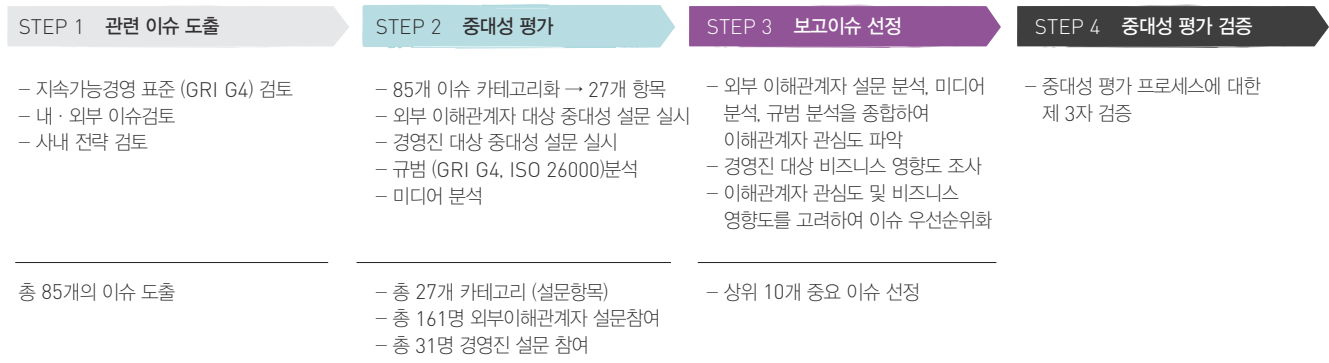 STEP 1 관련 이슈 도출
– 지속가능경영 표준 (GRI G4) 검토
– 내 · 외부 이슈검토
– 사내 전략 검토
총 85개의 이슈 도출
STEP 2 중대성 평가
– 85개 이슈 카테고리화 → 27개 항목
– 외부 이해관계자 대상 중대성 설문 실시
– 경영진 대상 중대성 설문 실시
– 규범 (GRI G4, ISO 26000)분석
– 미디어 분석
– 총 27개 카테고리 (설문항목)
– 총 161명 외부이해관계자 설문참여
– 총 31명 경영진 설문 참여
STEP 3 보고이슈 선정
– 외부 이해관계자 설문 분석, 미디어
분석, 규범 분석을 종합하여
이해관계자 관심도 파악
– 경영진 대상 비즈니스 영향도 조사
– 이해관계자 관심도 및 비즈니스
영향도를 고려하여 이슈 우선순위화
– 상위 10개 중요 이슈 선정
STEP 4 중대성 평가 검증
– 중대성 평가 프로세스에 대한
제 3자 검증